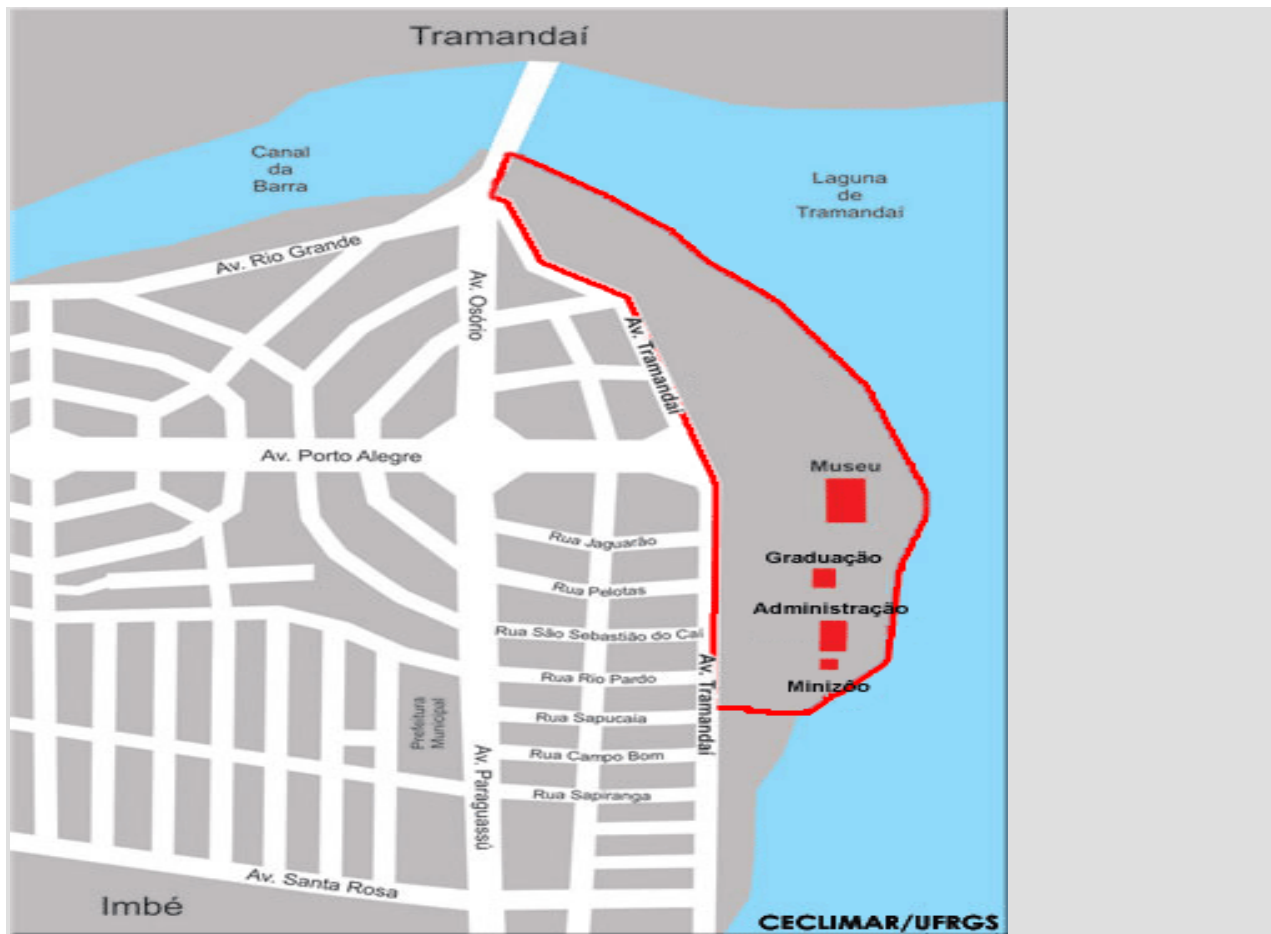 Tramandaí
Canal
da
Barra
Laguna
de
Tramandaí
Av. Rio Grande
Av. Osório
Av. Tramandaí
Av. Porto Alegre
Museu
Rua Jaguarão
Graduação
Rua Pelotas
Administração
Rua São Sebastião do Caí
Rua Rio Pardo
Av. Tramandaí
Minizôo
Prefeitura
Municipal
Rua Sapucaia
Av. Paraguassú
Rua Campo Bom
Rua Sapiranga
Av. Santa Rosa
Imbé
CECLIMAR/UFRGS